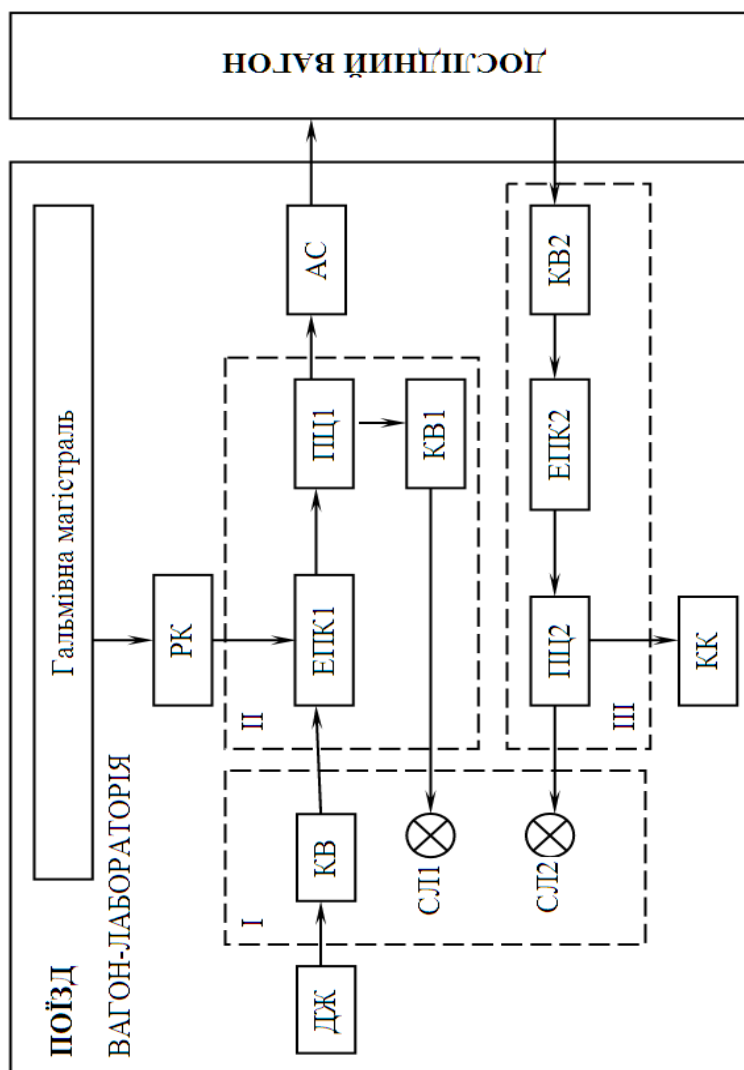 ПОЇЗД
ВАГОН-ЛАБОРАТОРІЯ
Гальмівна магістраль
РК
ДЖ
I
КВ
II
ЕПК1
ПЦ1
АС
КВ1
СЛ1
СЛ2
III
ПЦ2
ЕПК2
КВ2
КК
ДОСЛІДНИЙ ВАГОН